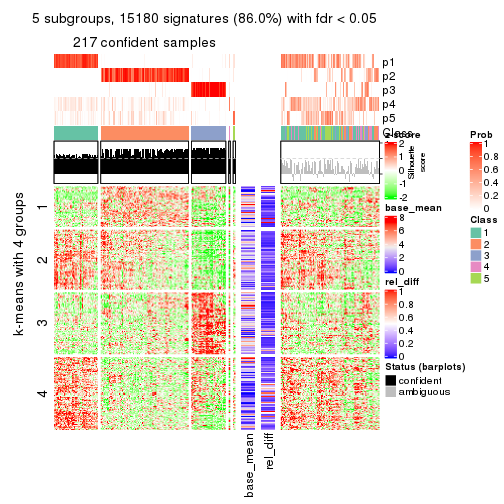 5 subgroups, 15180 signatures (86.0%) with fdr < 0.05
217 confident samples
p1
p2
p3
p4
p5
Class
Silhouette
score
k-means with 4 groups
1
2
3
4
base_mean
rel_diff
z-score
2
1
0
-1
-2
base_mean
8
6
4
2
0
rel_diff
1
0.8
0.6
0.4
0.2
0
Status (barplots)
confident
ambiguous
Prob
1
0.8
0.6
0.4
0.2
0
Class
1
2
3
4
5